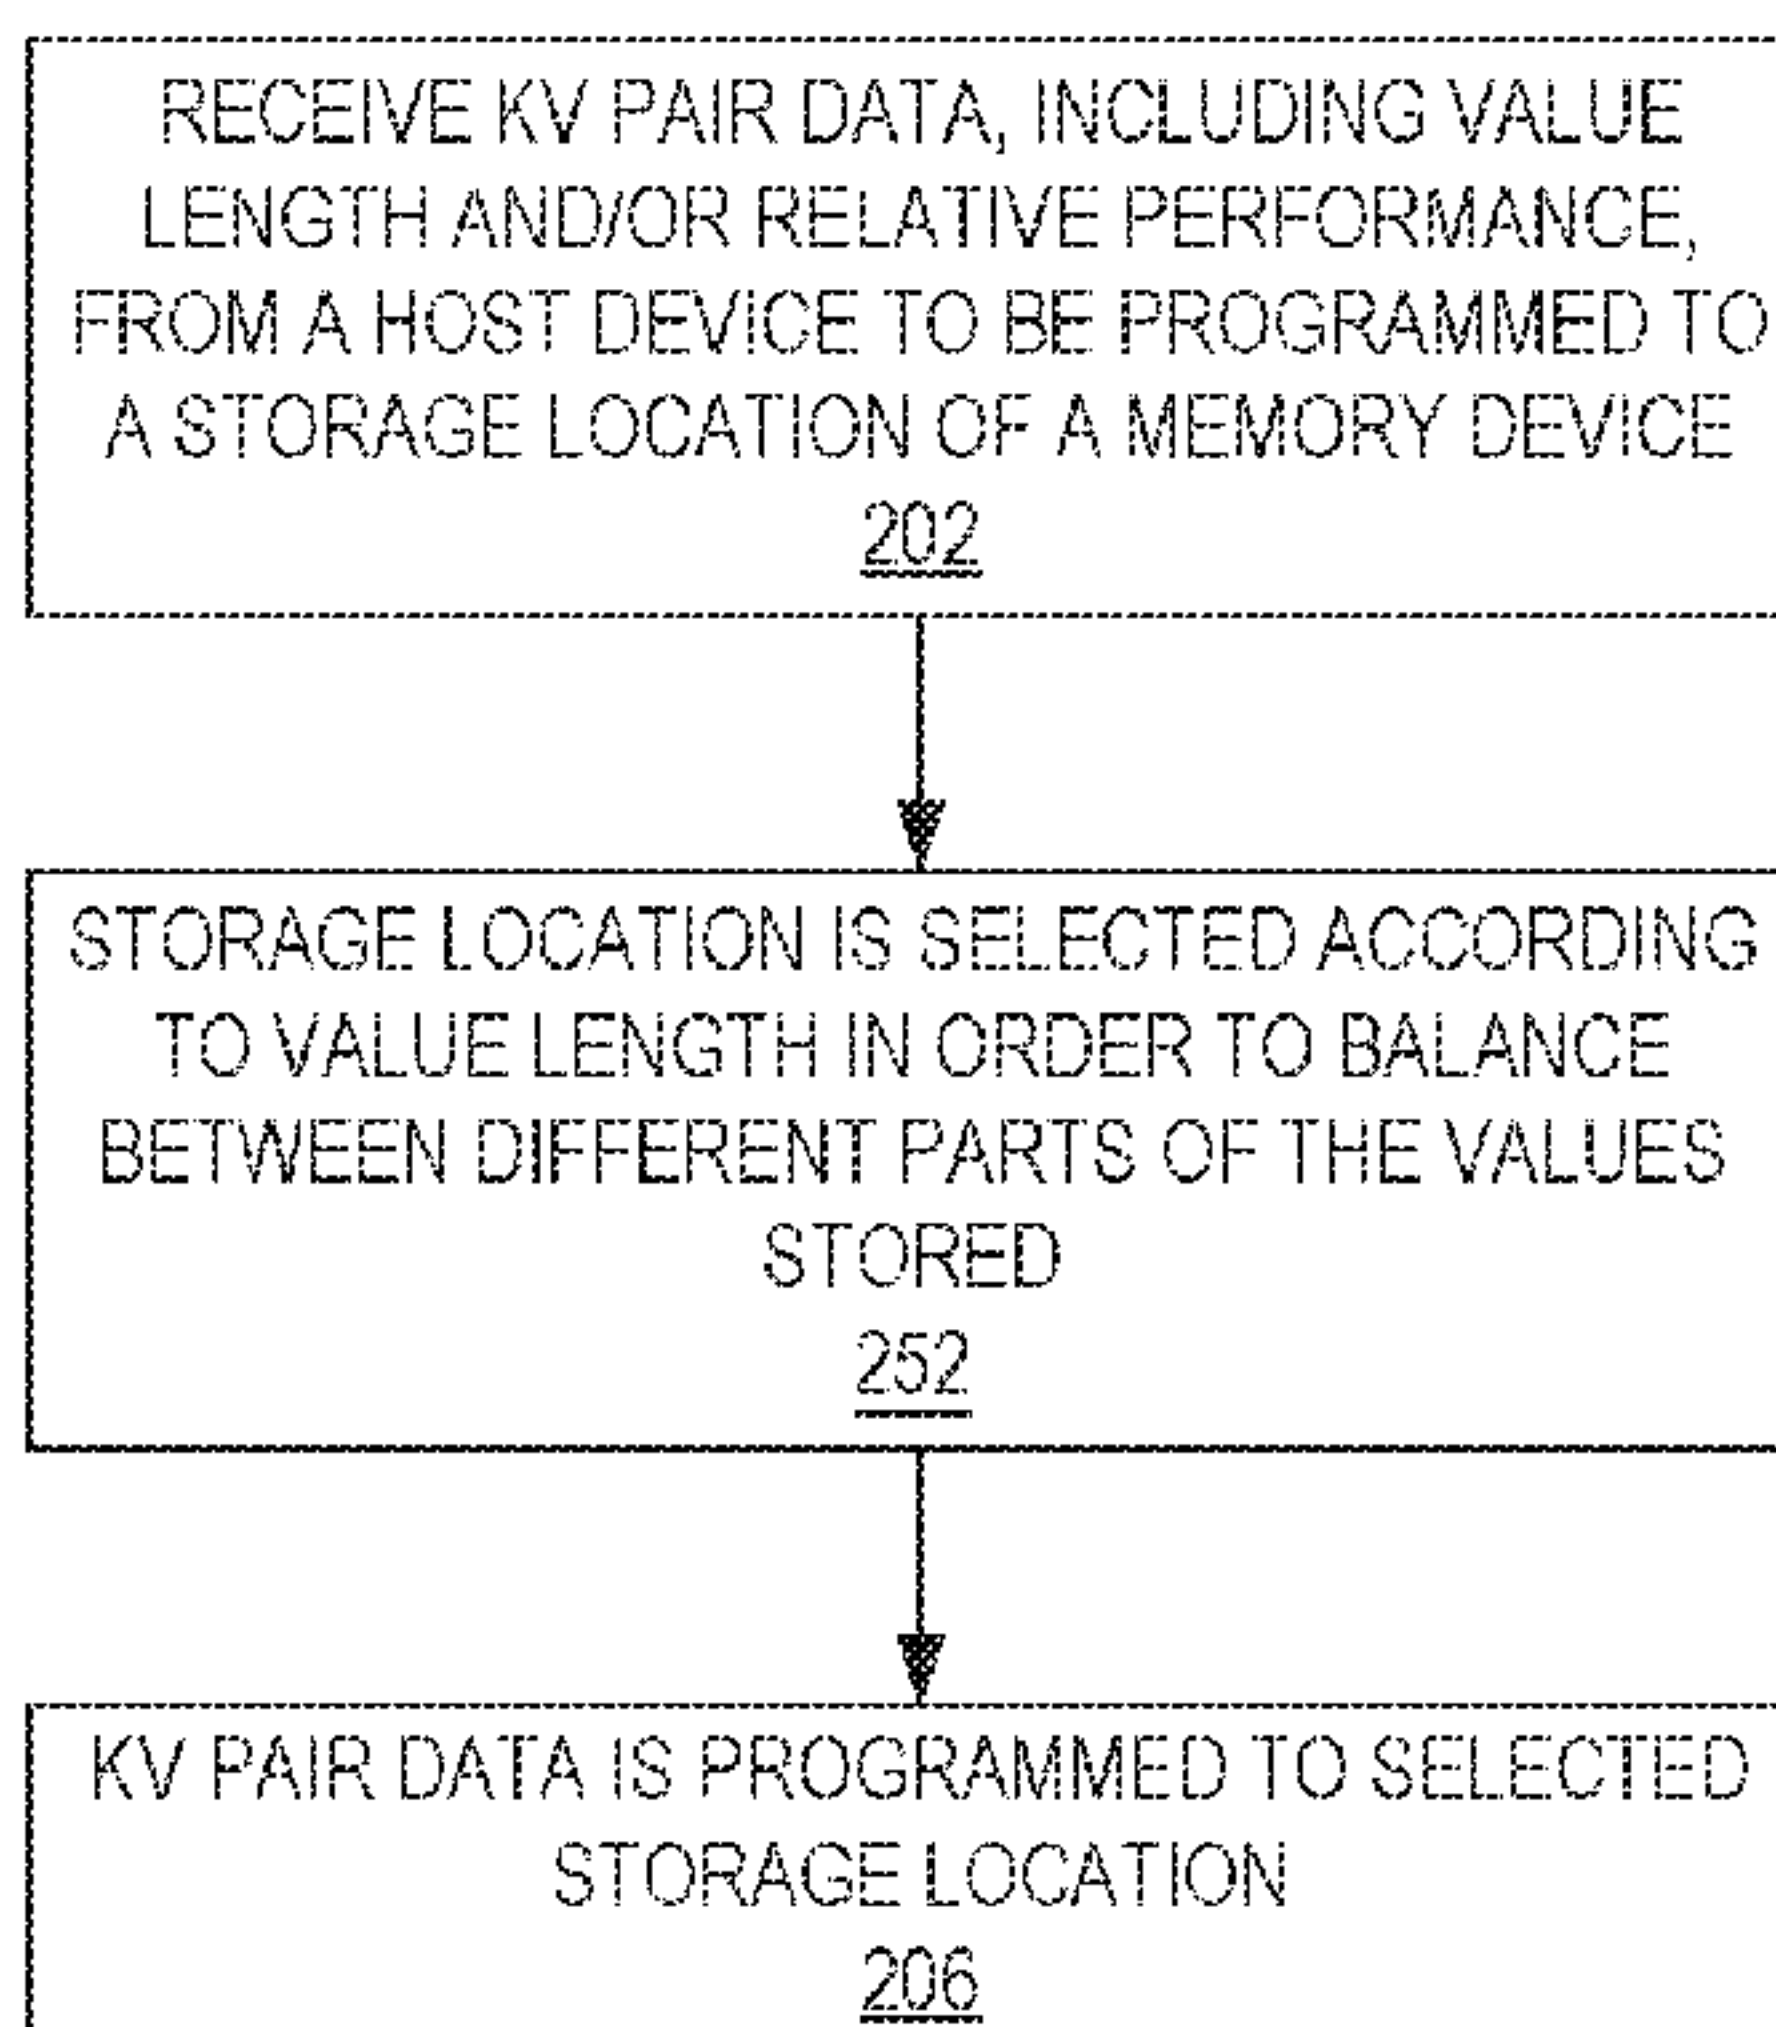 RECEIVE KV PAIR DATA, INCLUDING VALUE
LENGTH AND/OR RELATIVE PERFORMANCE,
FROM A HOST DEVICE TO BE PROGRAMMED TO
A STORAGE LOCATION OF A MEMORY DEVICE
202
STORAGE LOCATION IS SELECTED ACCORDING
TO VALUE LENGTH IN ORDER TO BALANCE
BETWEEN DIFFERENT PARTS OF THE VALUES
STORED
252
KV PAIR DATA IS PROGRAMMED TO SELECTED
STORAGE LOCATION
206